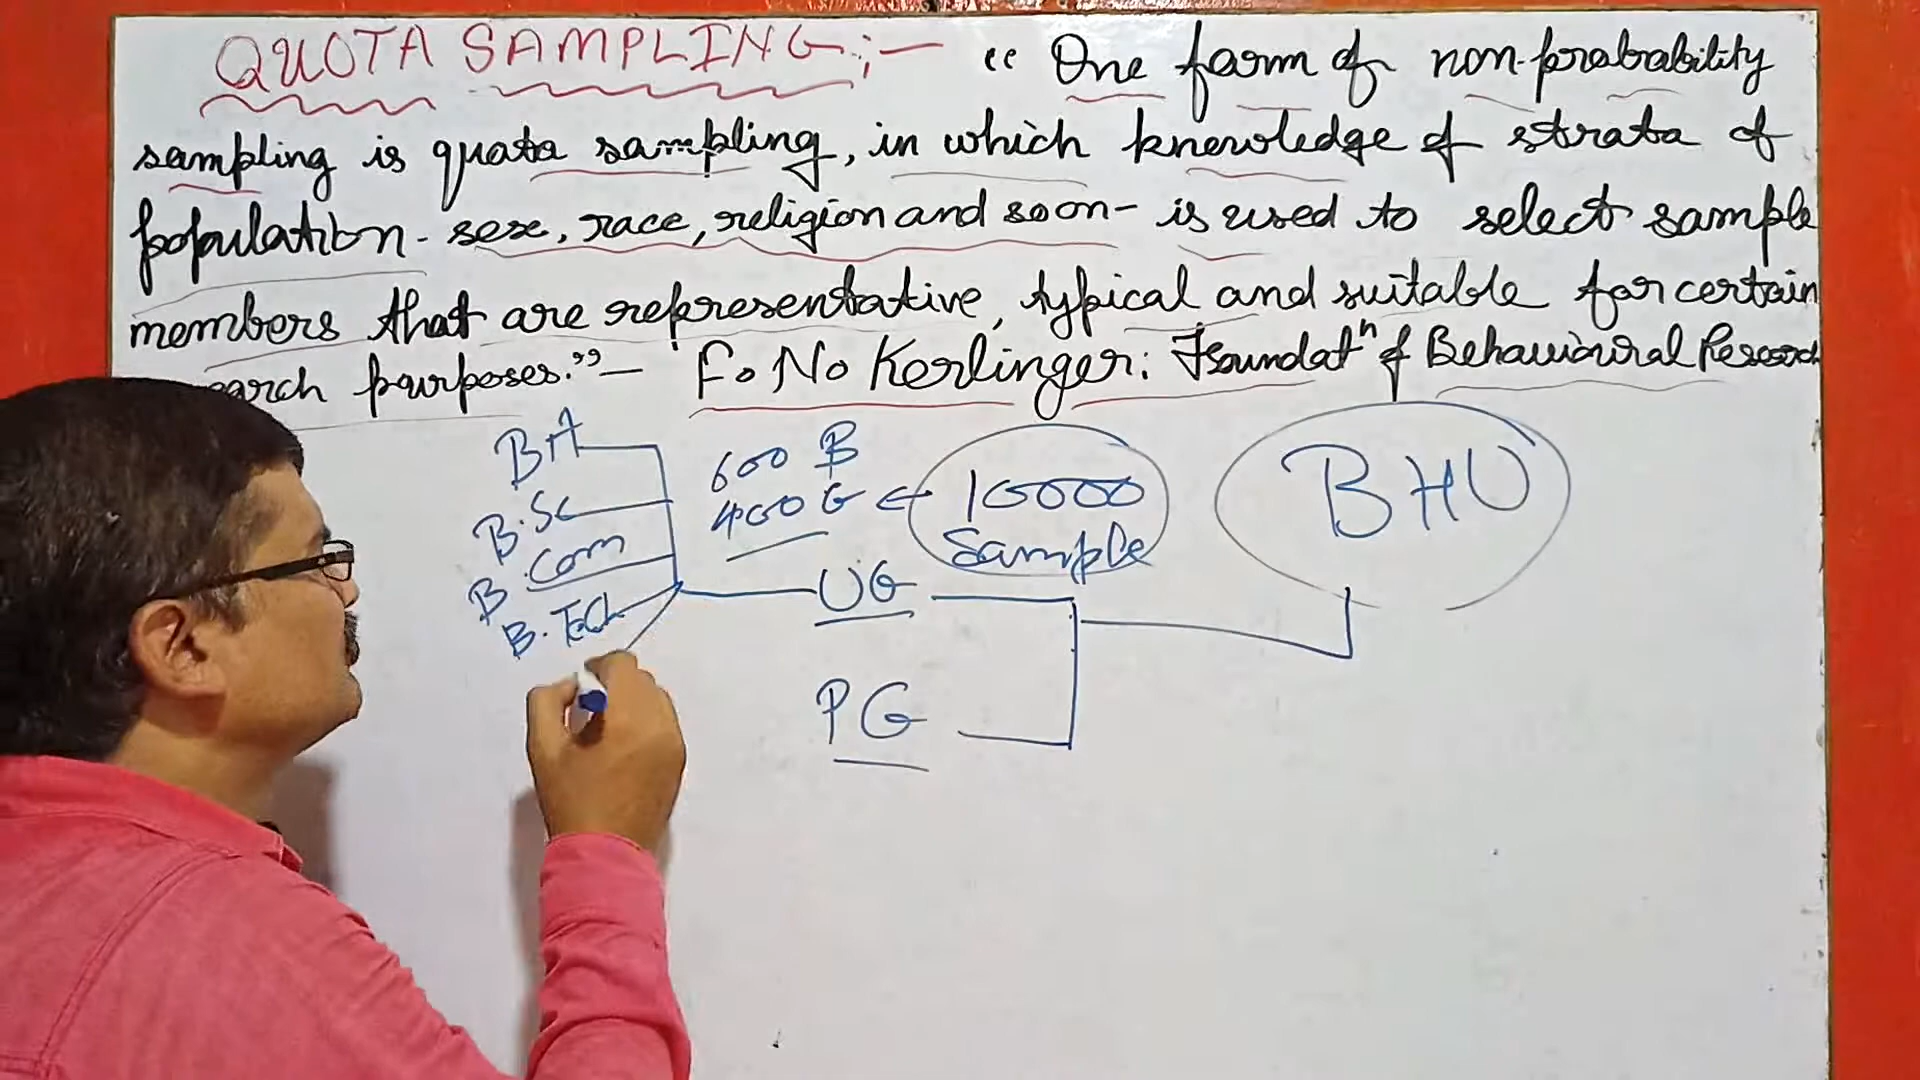 QUOTA SAMPLING :- " One form of non-probability
sampling is quota sampling, in which knowledge of strata of
population - sex, race, religion and so on - is used to select sample
members that are representative, typical and suitable for certain
earch purposes." - F. N. Kerlinger: Foundatⁿ of Behavioural Research
BA
B.Sc
B.Com
B.Tech
600 B
400 G ← 10000
Sample
BHU
UG
PG